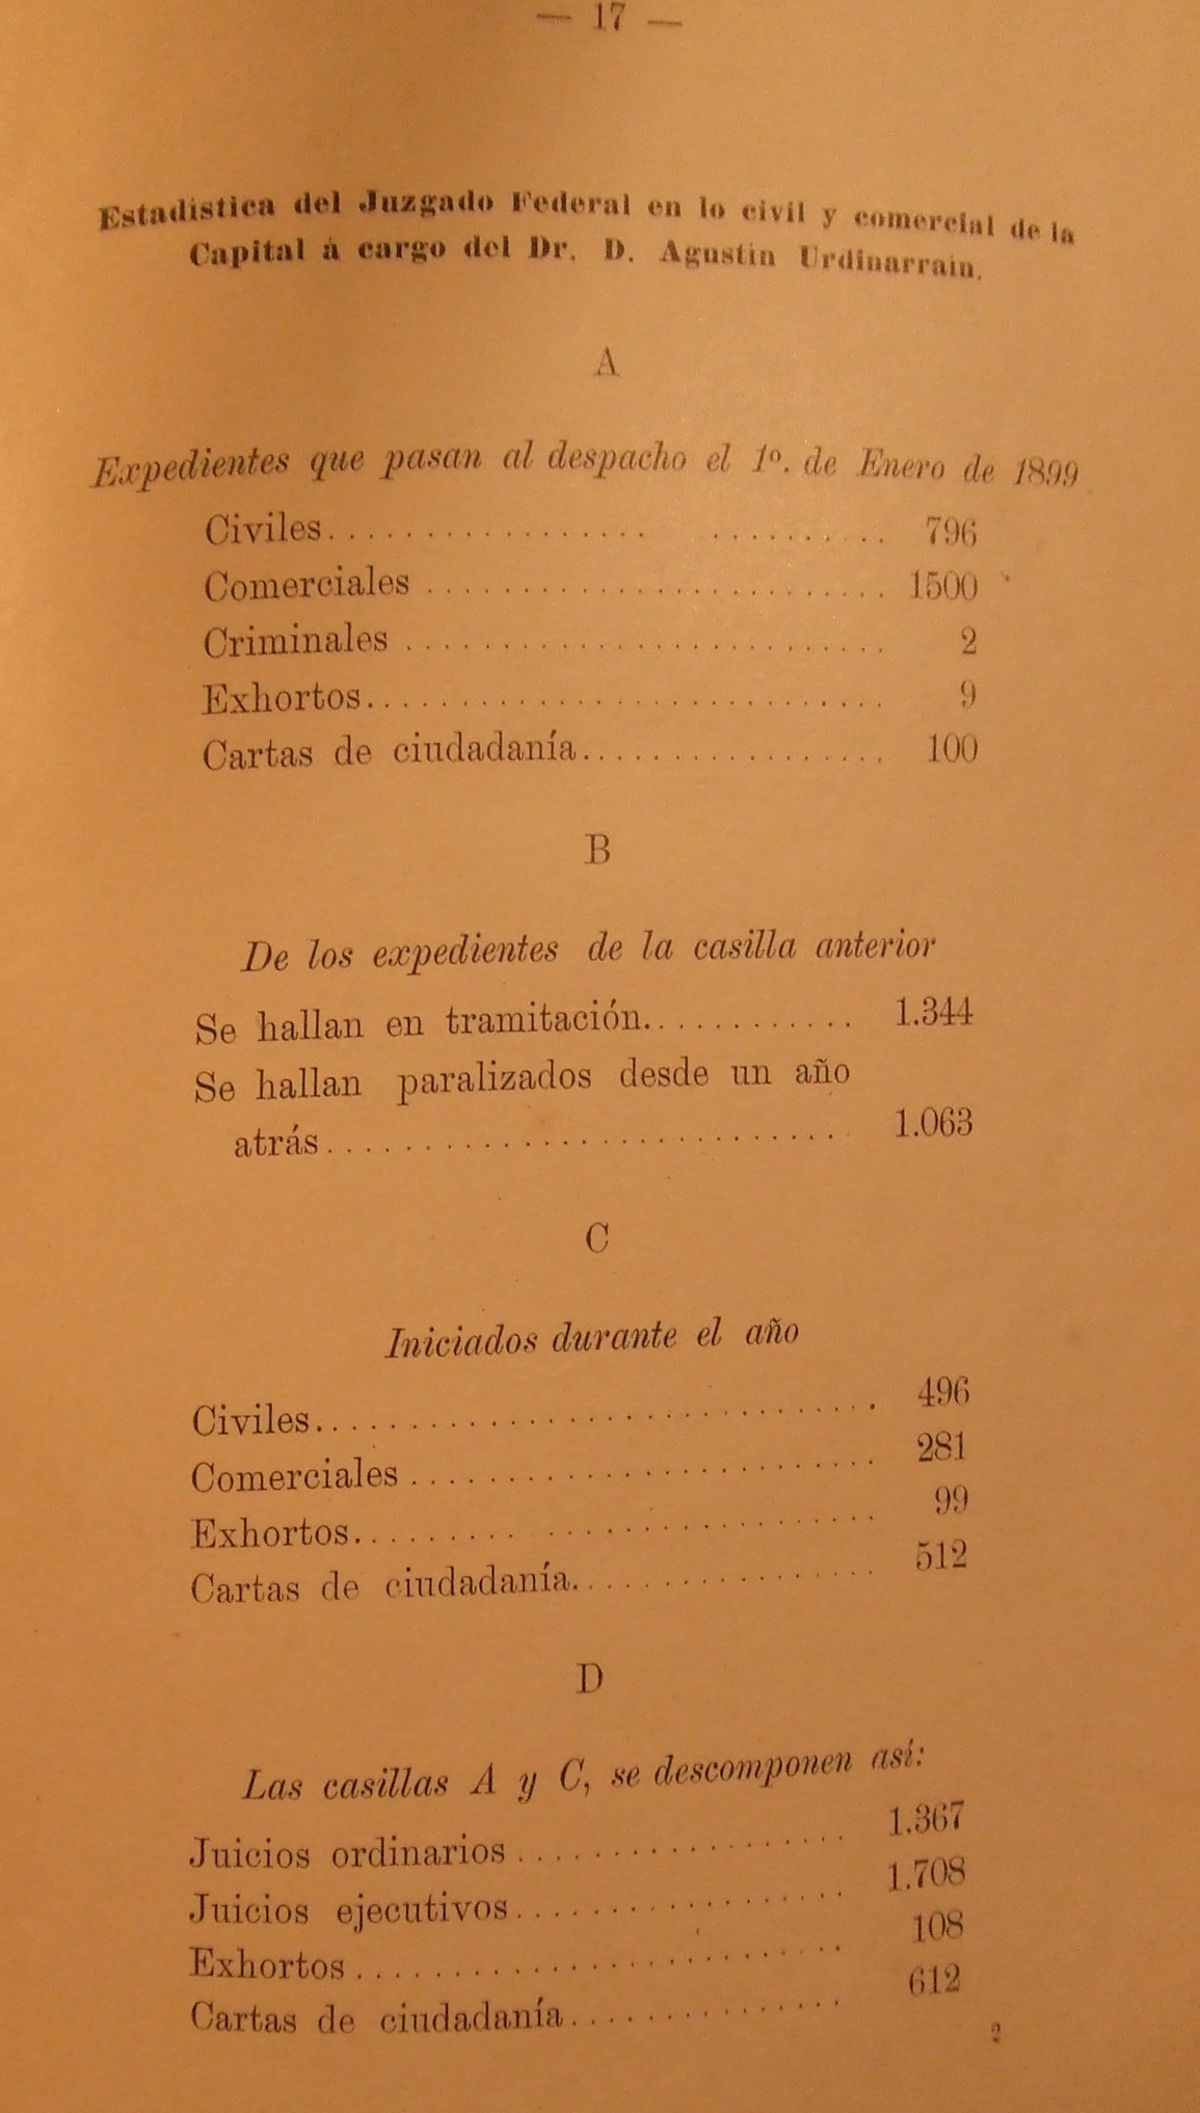 — 17 —
Estadística del Juzgado Federal en lo civil y comercial de la
Capital á cargo del Dr. D. Agustín Urdinarrain.
A
Expedientes que pasan al despacho el 1º. de Enero de 1899
Civiles.......................... 796
Comerciales ........................ 1500
Criminales ......................... 2
Exhortos........................... 9
Cartas de ciudadanía................ 100
B
De los expedientes de la casilla anterior
Se hallan en tramitación............ 1.344
Se hallan paralizados desde un año
atrás........................... 1.063
C
Iniciados durante el año
Civiles............................. 496
Comerciales ........................ 281
Exhortos........................... 99
Cartas de ciudadanía................ 512
D
Las casillas A y C, se descomponen así:
Juicios ordinarios ................. 1.367
Juicios ejecutivos.................. 1.708
Exhortos .......................... 108
Cartas de ciudadanía............... 612
2